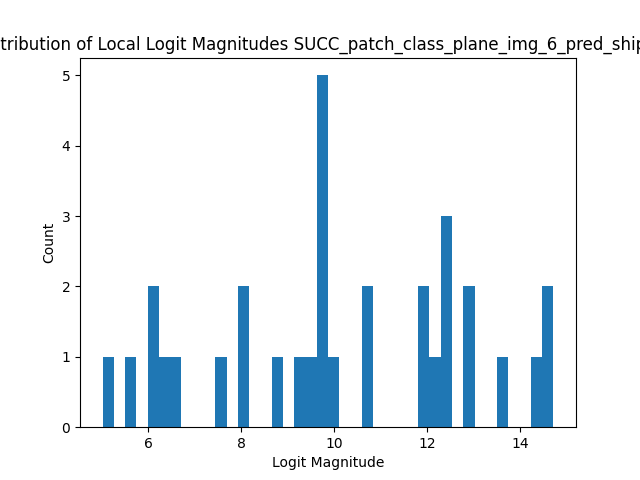 tribution of Local Logit Magnitudes SUCC_patch_class_plane_img_6_pred_ship
5
4
3
2
1
0
Count
6 8 10 12 14
Logit Magnitude